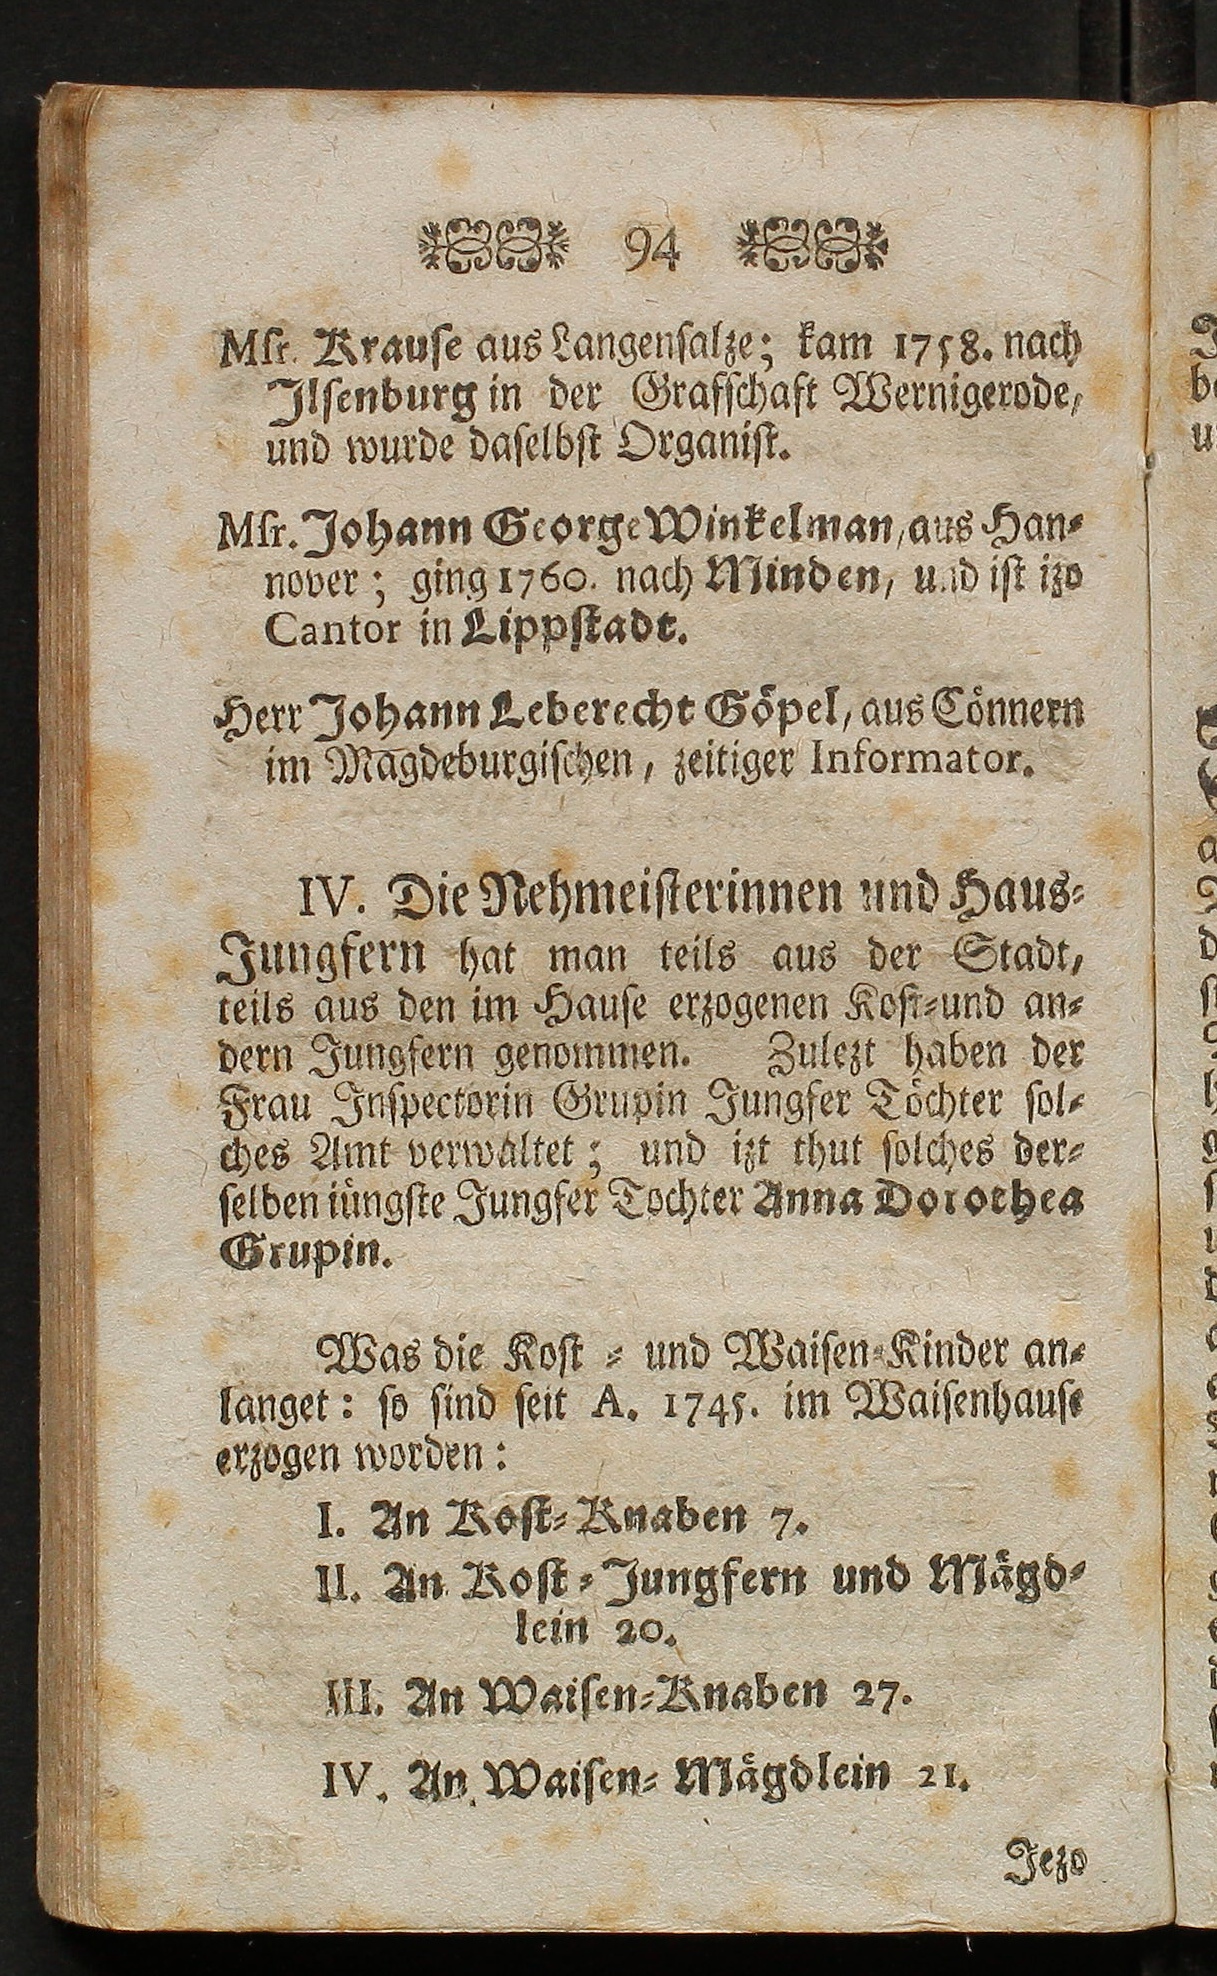 94
Mſr. Krauſe aus Langenſalze; kam 1758. nach
Jlſenburg in der Grafſchaft Wernigerode,
und wurde daſelbſt Organiſt.
Mſr. Johann George Winkelman, aus Han⸗
nover; ging 1760. nach Minden, und iſt izo
Cantor in Lippſtadt.
Herr Johann Leberecht Göpel, aus Cönnern
im Magdeburgiſchen, zeitiger Informator.
IV. Die Nehmeiſterinnen und Haus⸗
Jungfern hat man teils aus der Stadt,
teils aus den im Hauſe erzogenen Koſt⸗und an⸗
dern Jungfern genommen. Zulezt haben der
Frau Jnſpectorin Grupin Jungfer Töchter ſol⸗
ches Amt verwaltet; und izt thut ſolches der⸗
ſelben jüngſte Jungfer Tochter Anna Dorothea
Grupin.
Was die Koſt ⸗ und Waiſen⸗Kinder an⸗
langet: ſo ſind ſeit A. 1745. im Waiſenhauſe
erzogen worden:
I. An Koſt⸗Knaben 7.
II. An Koſt⸗Jungfern und Mägd⸗
lein 20.
III. An Waiſen⸗Knaben 27.
IV. An Waiſen⸗Mägdlein 21.
Jezo